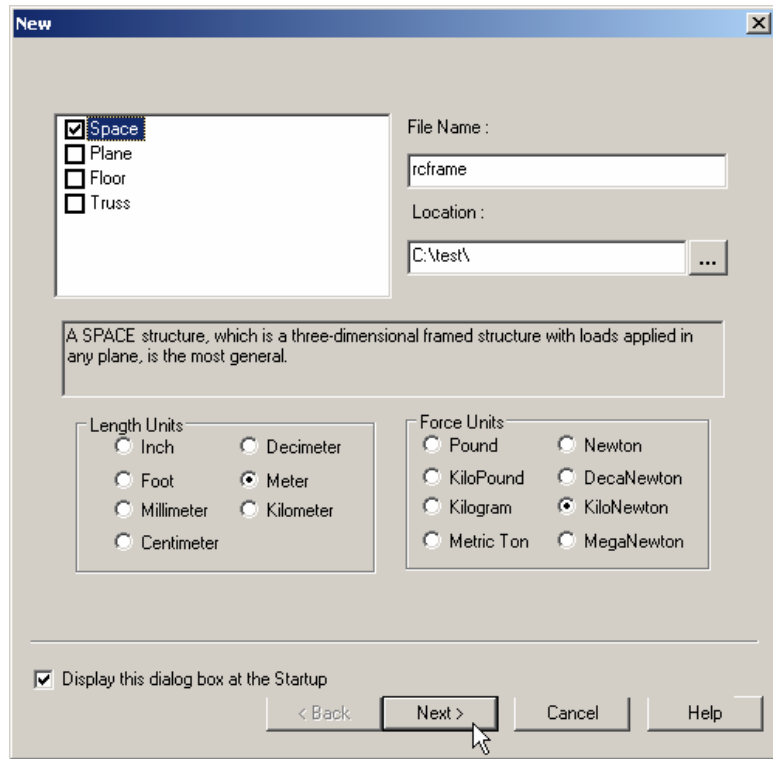 New
Space
Plane
Floor
Truss
File Name :
rcframe
Location :
C:\test\
...
A SPACE structure, which is a three-dimensional framed structure with loads applied in
any plane, is the most general.
Length Units
Inch
Decimeter
Foot
Meter
Millimeter
Kilometer
Centimeter
Force Units
Pound
Newton
KiloPound
DecaNewton
Kilogram
KiloNewton
Metric Ton
MegaNewton
Display this dialog box at the Startup
< Back
Next >
Cancel
Help